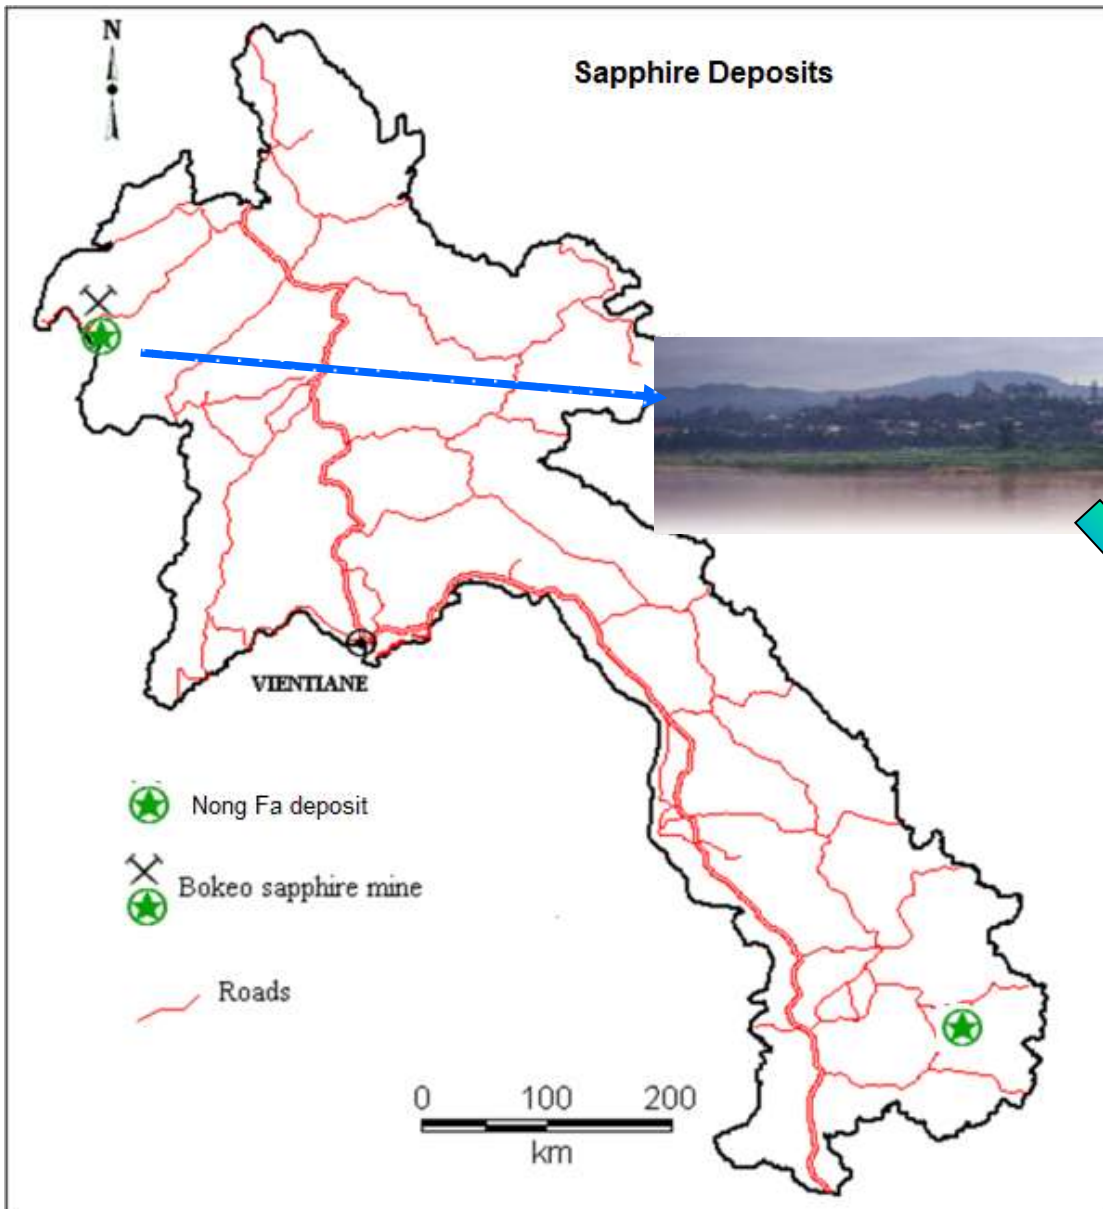 N
Sapphire Deposits
VIENTIANE
Nong Fa deposit
Bokeo sapphire mine
Roads
0 100 200
km